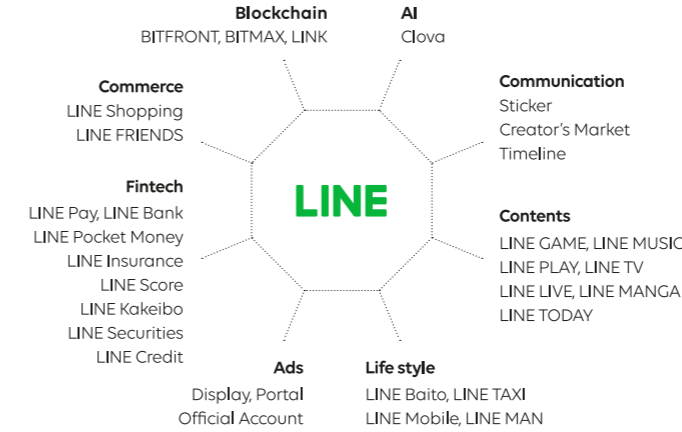 Blockchain
BITFRONT, BITMAX, LINK
AI
Clova
Commerce
LINE Shopping
LINE FRIENDS
Communication
Sticker
Creator's Market
Timeline
Fintech
LINE Pay, LINE Bank
LINE Pocket Money
LINE Insurance
LINE Score
LINE Kakeibo
LINE Securities
LINE Credit
LINE
Contents
LINE GAME, LINE MUSIC
LINE PLAY, LINE TV
LINE LIVE, LINE MANGA
LINE TODAY
Ads
Display, Portal
Official Account
Life style
LINE Baito, LINE TAXI
LINE Mobile, LINE MAN